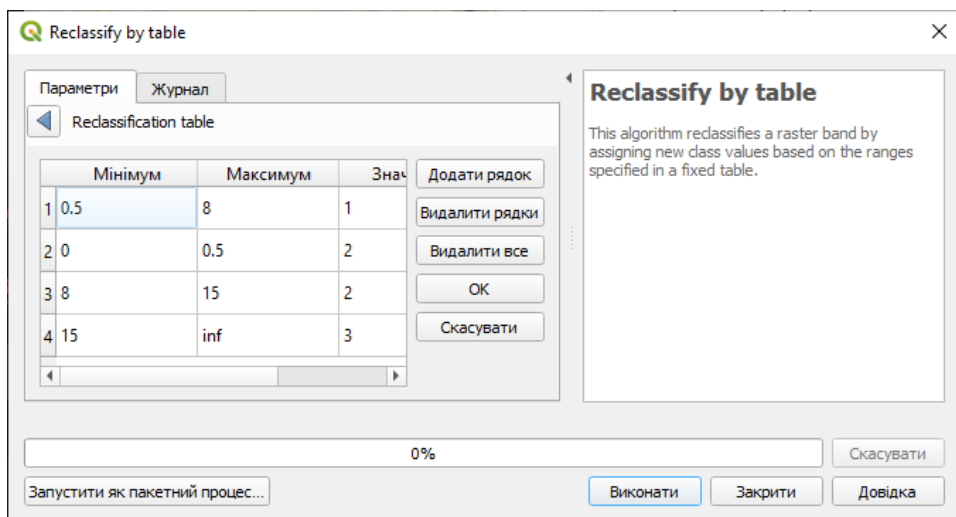 Reclassify by table
Параметри Журнал
Reclassification table
Мінімум Максимум Знач
1 0.5 8 1
2 0 0.5 2
3 8 15 2
4 15 inf 3
Додати рядок
Видалити рядки
Видалити все
OK
Скасувати
Reclassify by table
This algorithm reclassifies a raster band by
assigning new class values based on the ranges
specified in a fixed table.
0%
Скасувати
Запустити як пакетний процес...
Виконати Закрити Довідка